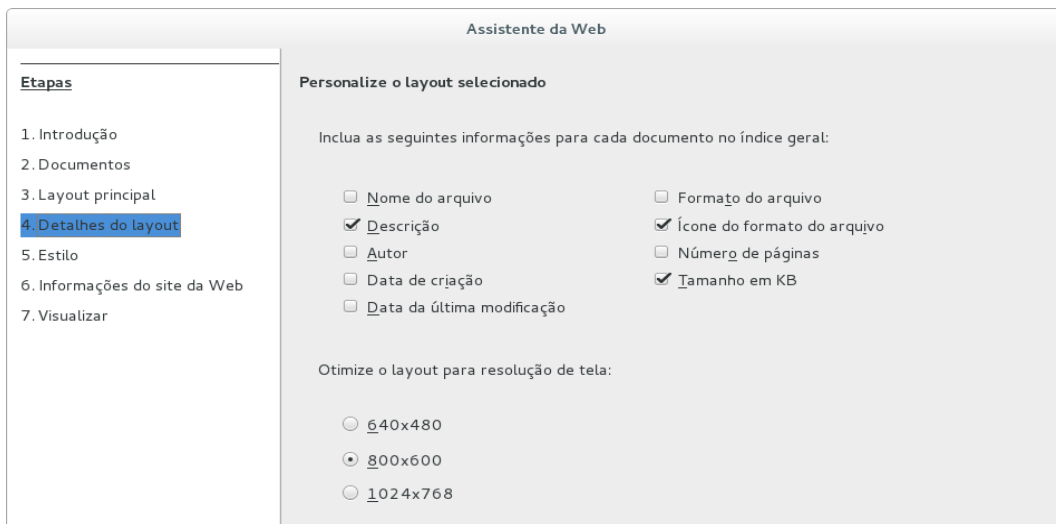 Assistente da Web
Etapas
1. Introdução
2. Documentos
3. Layout principal
4. Detalhes do layout
5. Estilo
6. Informações do site da Web
7. Visualizar
Personalize o layout selecionado
Inclua as seguintes informações para cada documento no índice geral:
Nome do arquivo
Descrição
Autor
Data de criação
Data da última modificação
Formato do arquivo
Ícone do formato do arquivo
Número de páginas
Tamanho em KB
Otimize o layout para resolução de tela:
640x480
800x600
1024x768